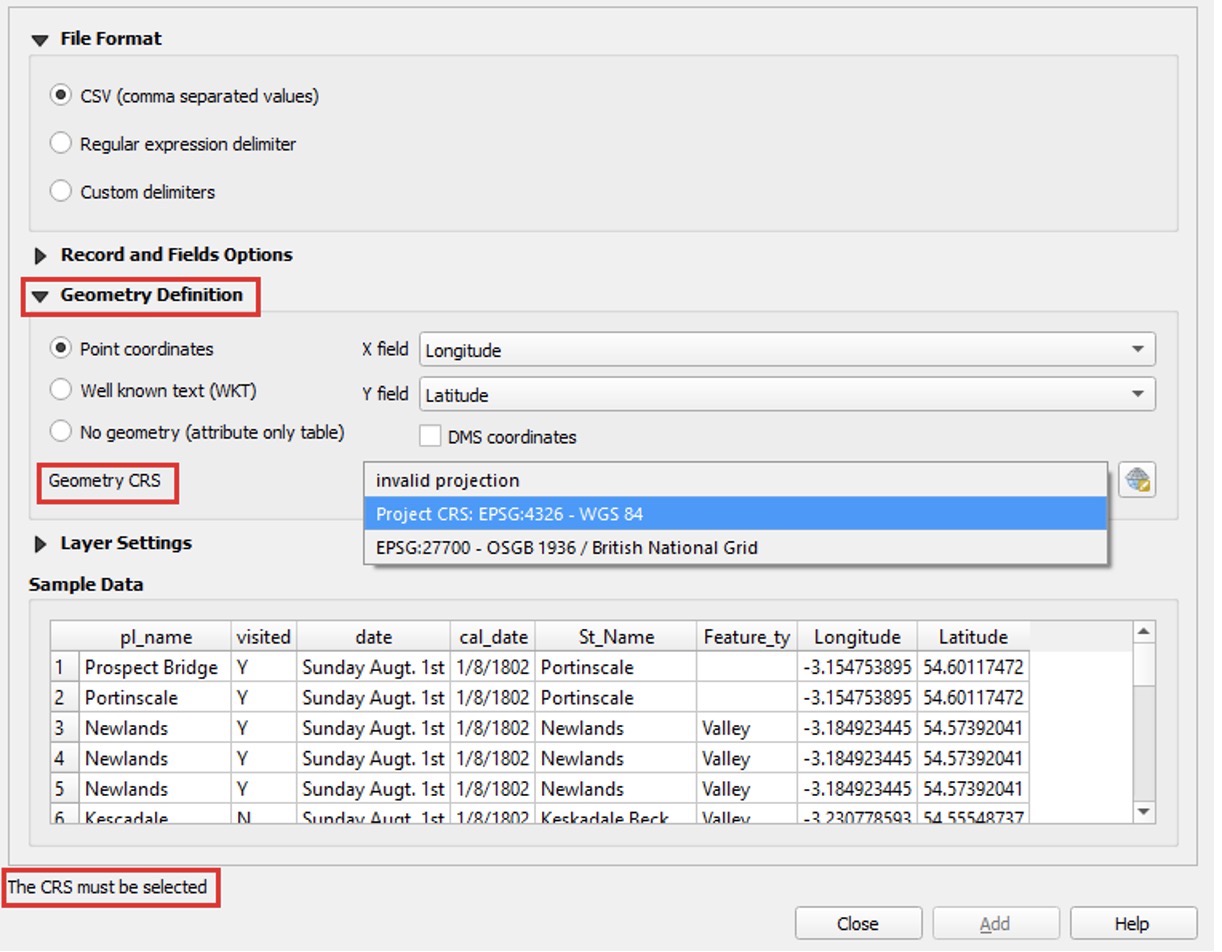 File Format
CSV (comma separated values)
Regular expression delimiter
Custom delimiters
Record and Fields Options
Geometry Definition
Point coordinates X field Longitude
Well known text (WKT) Y field Latitude
No geometry (attribute only table) DMS coordinates
Geometry CRS invalid projection
Project CRS: EPSG:4326 - WGS 84
Layer Settings EPSG:27700 - OSGB 1936 / British National Grid
Sample Data
pl_name visited date cal_date St_Name Feature_ty Longitude Latitude
1 Prospect Bridge Y Sunday Augt. 1st 1/8/1802 Portinscale -3.154753895 54.60117472
2 Portinscale Y Sunday Augt. 1st 1/8/1802 Portinscale -3.154753895 54.60117472
3 Newlands Y Sunday Augt. 1st 1/8/1802 Newlands Valley -3.184923445 54.57392041
4 Newlands Y Sunday Augt. 1st 1/8/1802 Newlands Valley -3.184923445 54.57392041
5 Newlands Y Sunday Augt. 1st 1/8/1802 Newlands Valley -3.184923445 54.57392041
6 Kescadale N Sunday Augt. 1st 1/8/1802 Keskadale Beck Valley -3.230778593 54.55548737
The CRS must be selected
Close Add Help